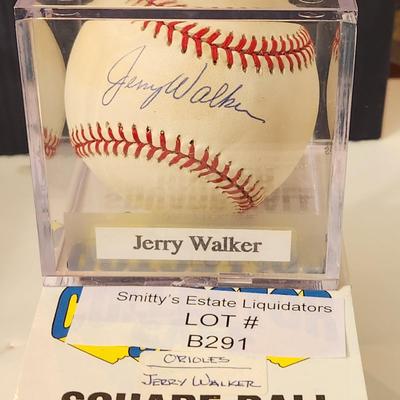 Jerry Walker
Jerry Walker
Smitty's Estate Liquidators
LOT #
B291
ORIOLES
JERRY WALKER
SQUARE BALL